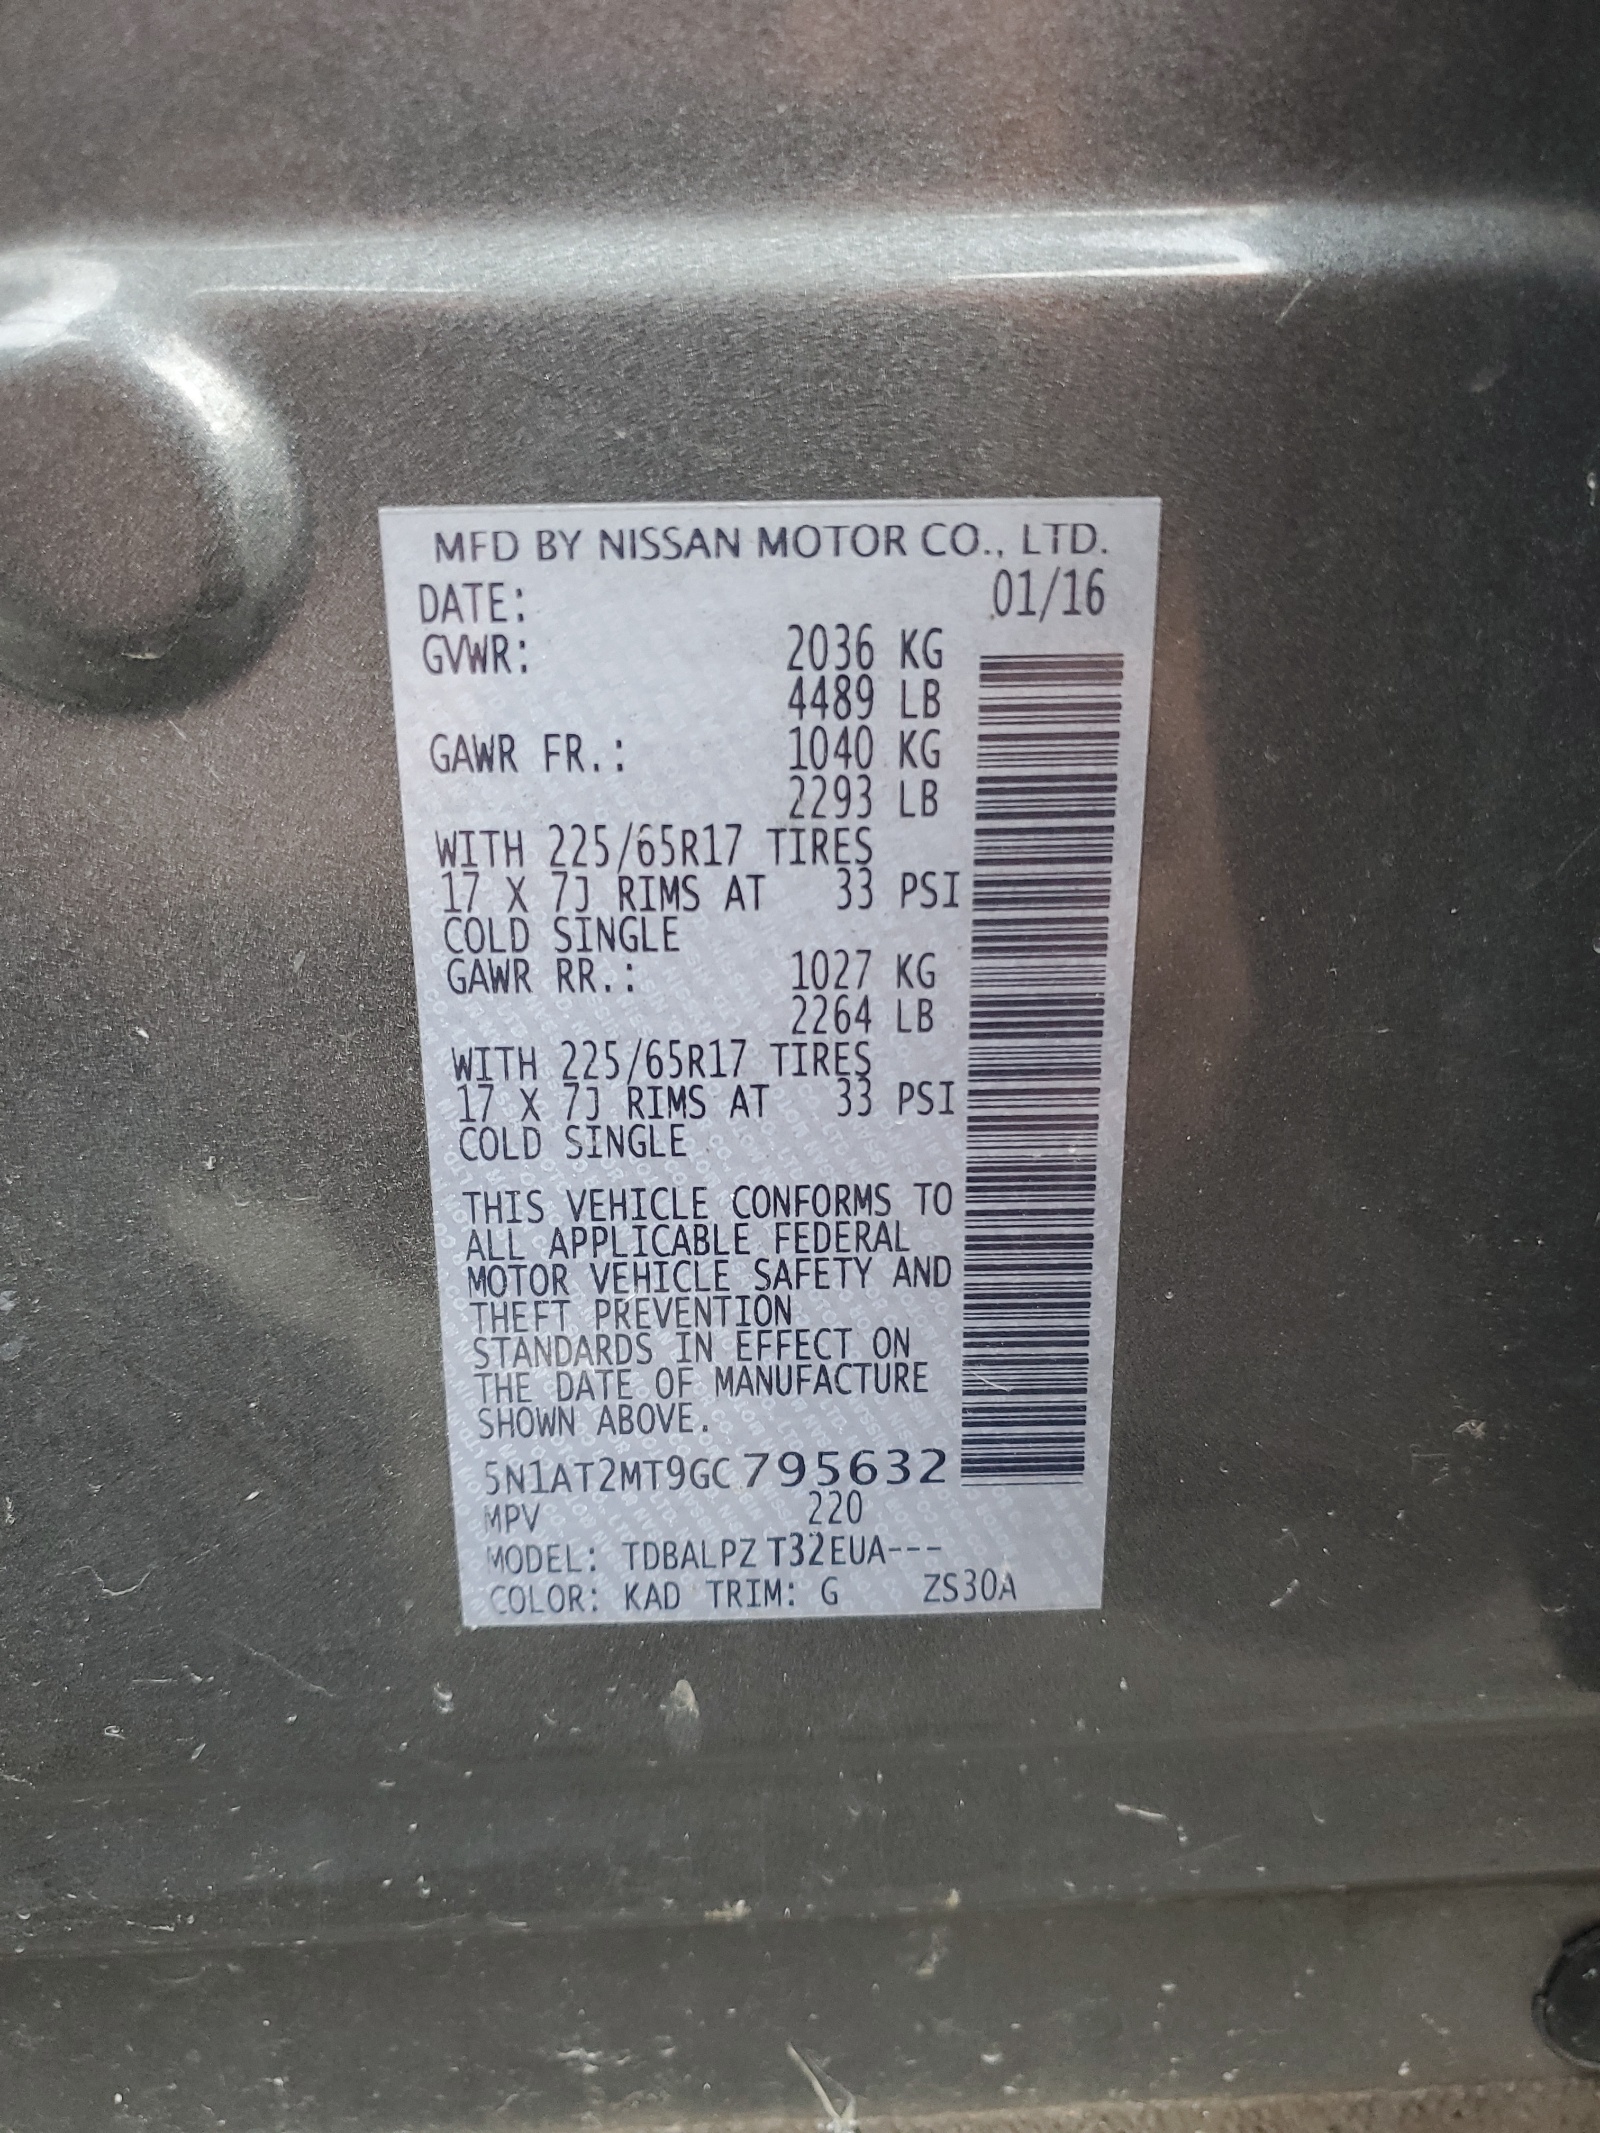 MFD BY NISSAN MOTOR CO., LTD.
DATE: 01/16
GVWR: 2036 KG
4489 LB
GAWR FR.: 1040 KG
2293 LB
WITH 225/65R17 TIRES
17 X 7J RIMS AT 33 PSI
COLD SINGLE
GAWR RR.: 1027 KG
2264 LB
WITH 225/65R17 TIRES
17 X 7J RIMS AT 33 PSI
COLD SINGLE
THIS VEHICLE CONFORMS TO
ALL APPLICABLE FEDERAL
MOTOR VEHICLE SAFETY AND
THEFT PREVENTION
STANDARDS IN EFFECT ON
THE DATE OF MANUFACTURE
SHOWN ABOVE.
5N1AT2MT9GC795632
MPV 220
MODEL: TDBALPZ T32EUA---
COLOR: KAD TRIM: G ZS30A